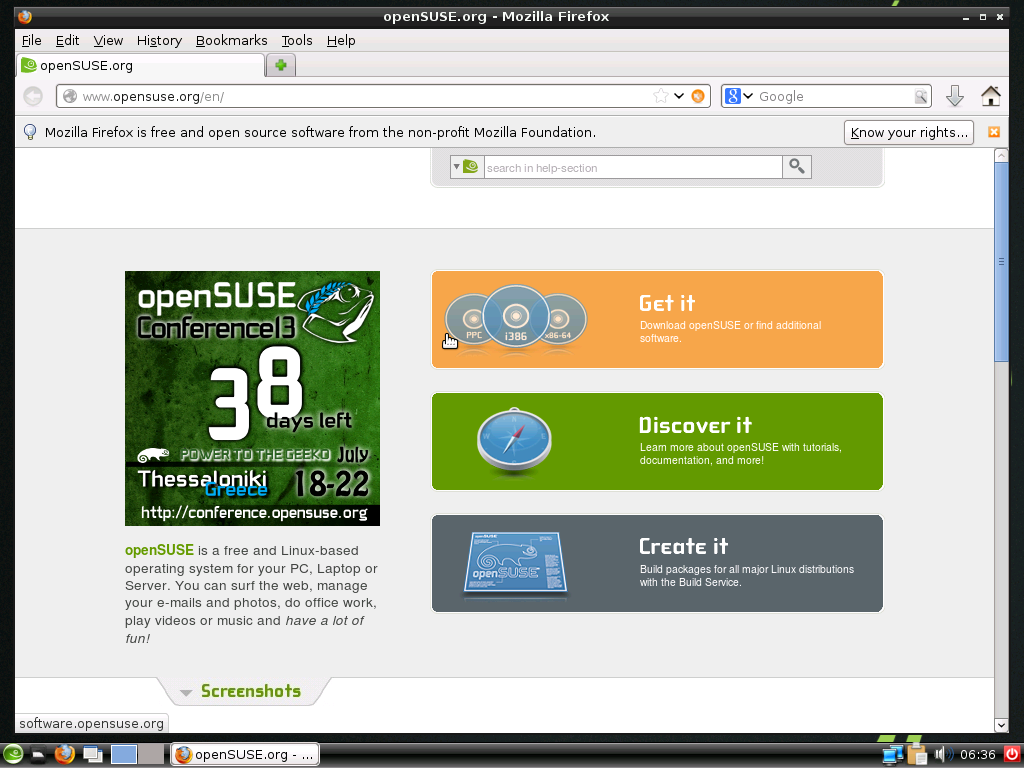 openSUSE.org - Mozilla Firefox
File Edit View History Bookmarks Tools Help
openSUSE.org
www.opensuse.org/en/
Google
Mozilla Firefox is free and open source software from the non-profit Mozilla Foundation.
Know your rights...
search in help-section
openSUSE
Conference13
38
days left
POWER TO THE GEEKO July
Thessaloniki
Greece 18-22
http://conference.opensuse.org
openSUSE is a free and Linux-based
operating system for your PC, Laptop or
Server. You can surf the web, manage
your e-mails and photos, do office work,
play videos or music and have a lot of
fun!
PPC i386 x86-64
Get it
Download openSUSE or find additional
software.
Discover it
Learn more about openSUSE with tutorials,
documentation, and more!
openSUSE
Create it
Build packages for all major Linux distributions
with the Build Service.
Screenshots
software.opensuse.org
openSUSE.org - ...
06:36